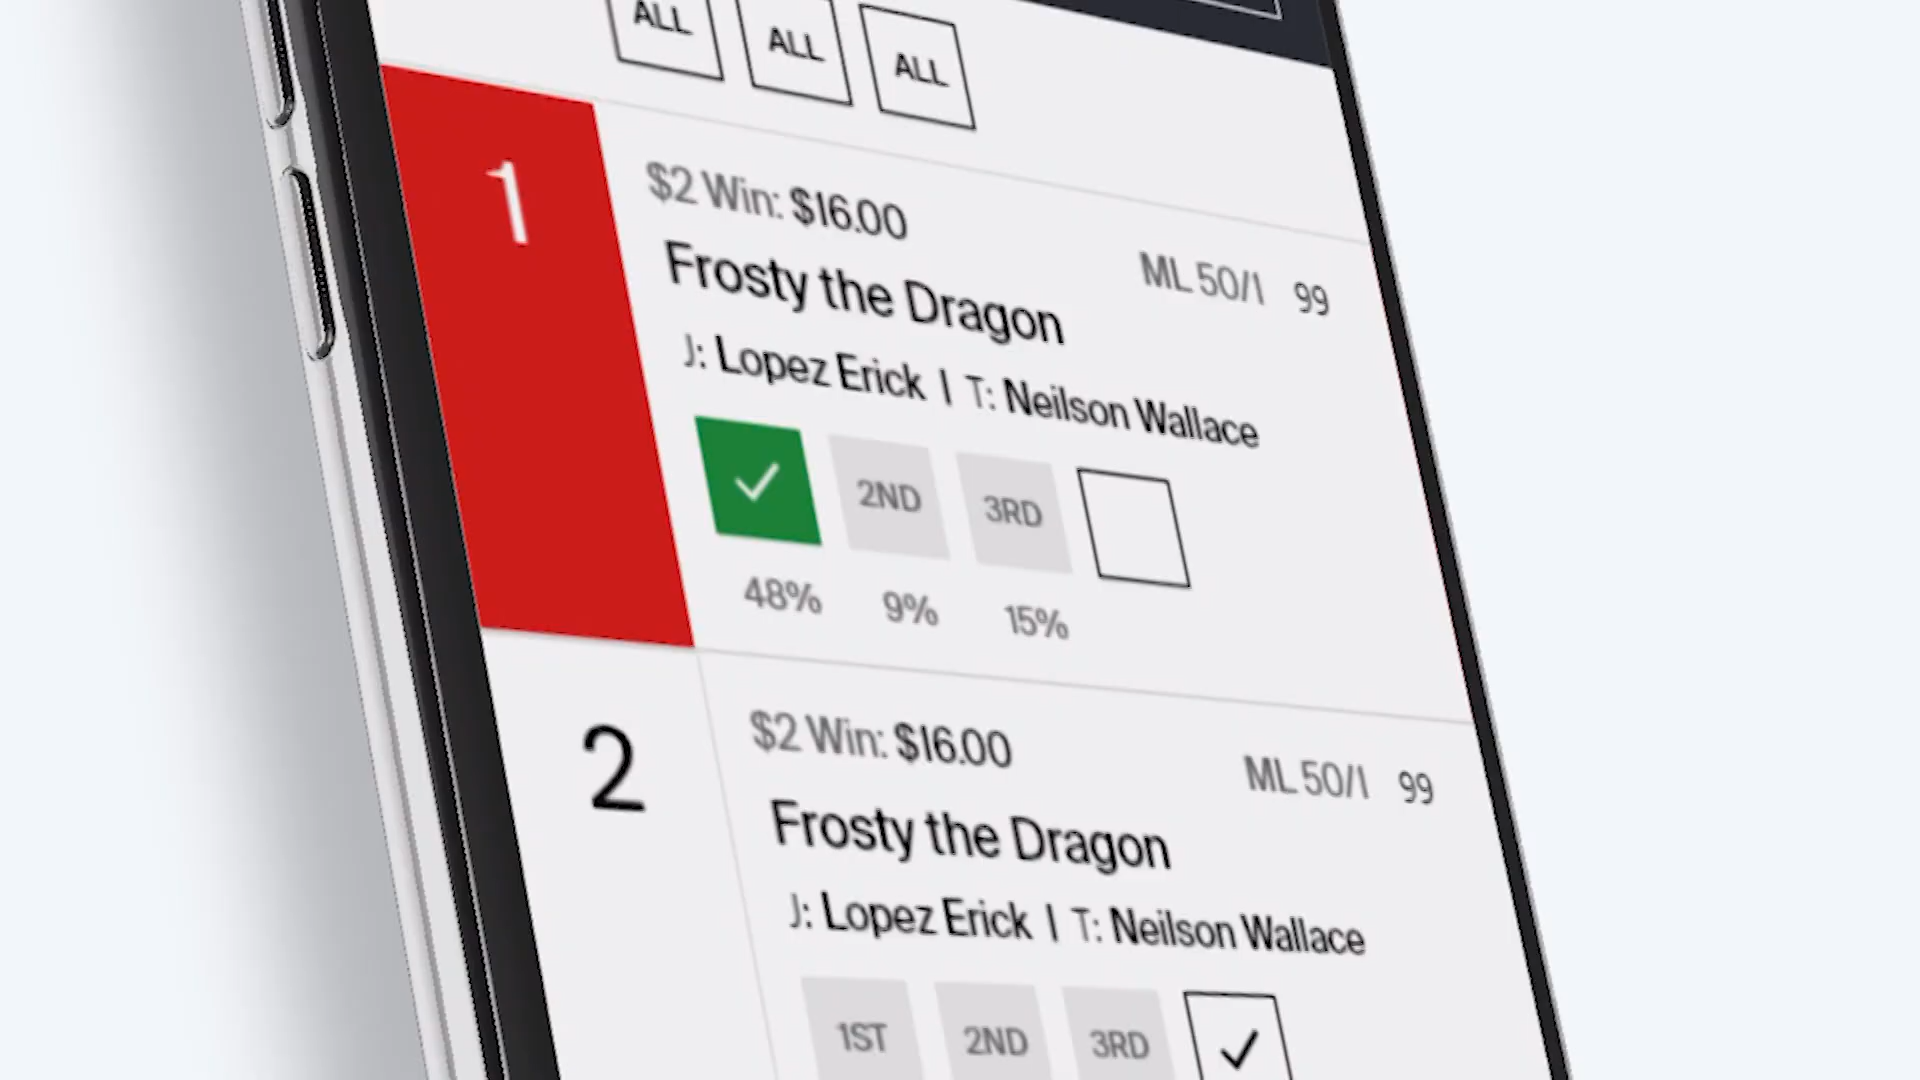 ALL ALL ALL
1
$2 Win: $16.00
ML 50/1 99
Frosty the Dragon
J: Lopez Erick | T: Neilson Wallace
2ND 3RD
48% 9% 15%
2
$2 Win: $16.00
ML 50/1 99
Frosty the Dragon
J: Lopez Erick | T: Neilson Wallace
1ST 2ND 3RD